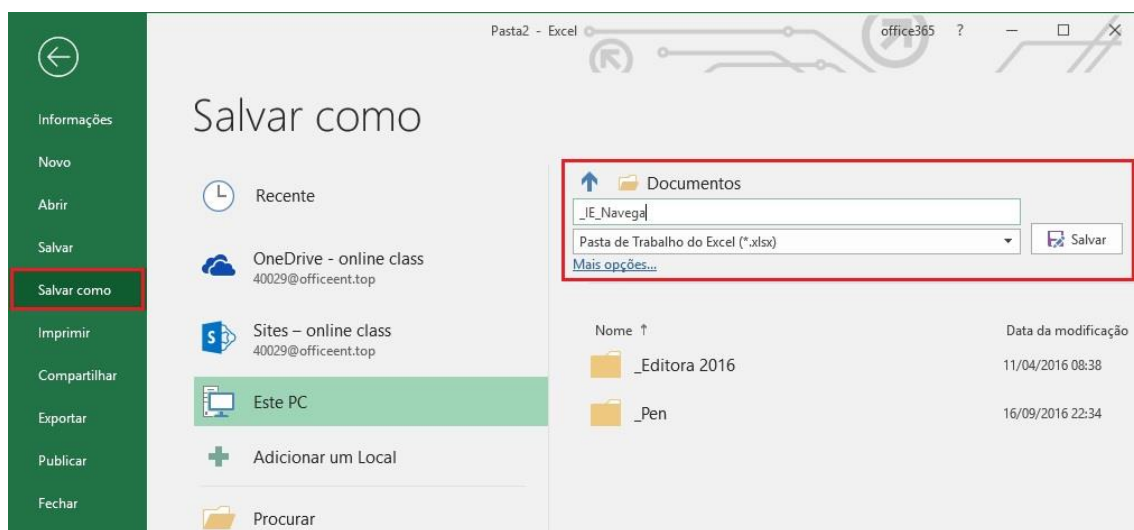 Pasta2 - Excel
office365 ?
Informações
Novo
Abrir
Salvar
Salvar como
Imprimir
Compartilhar
Exportar
Publicar
Fechar
Salvar como
Recente
OneDrive - online class
40029@officeent.top
Sites – online class
40029@officeent.top
Este PC
Adicionar um Local
Procurar
Documentos
_IE_Navega
Pasta de Trabalho do Excel (*.xlsx)
Salvar
Mais opções...
Nome ↑ Data da modificação
_Editora 2016 11/04/2016 08:38
_Pen 16/09/2016 22:34